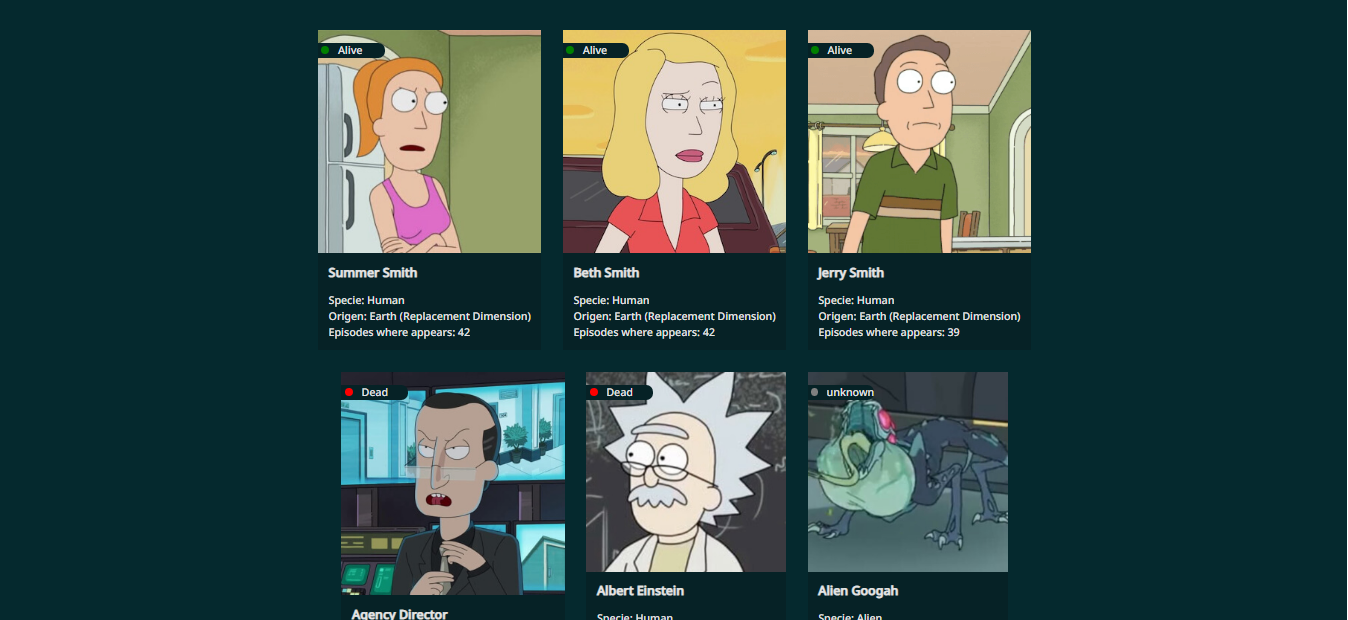 Alive
Alive
Alive
Summer Smith
Beth Smith
Jerry Smith
Specie: Human
Specie: Human
Specie: Human
Origen: Earth (Replacement Dimension)
Origen: Earth (Replacement Dimension)
Origen: Earth (Replacement Dimension)
Episodes where appears: 42
Episodes where appears: 42
Episodes where appears: 39
Dead
Dead
unknown
Albert Einstein
Alien Googah
Agency Director
Specie: Human
Specie: Alien